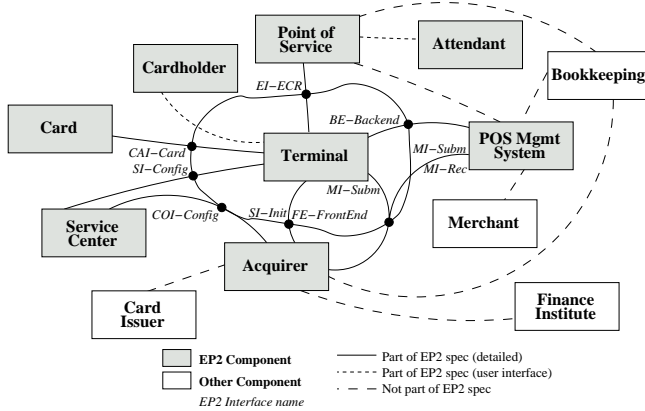 Point of
Service
Attendant
Cardholder
Bookkeeping
EI–ECR
BE–Backend
Card
CAI–Card
Terminal
MI–Subm
POS Mgmt
System
SI–Config
MI–Subm
MI–Rec
COI–Config
SI–Init
FE–FrontEnd
Merchant
Service
Center
Acquirer
Card
Issuer
Finance
Institute
EP2 Component
Other Component
EP2 Interface name
Part of EP2 spec (detailed)
Part of EP2 spec (user interface)
Not part of EP2 spec